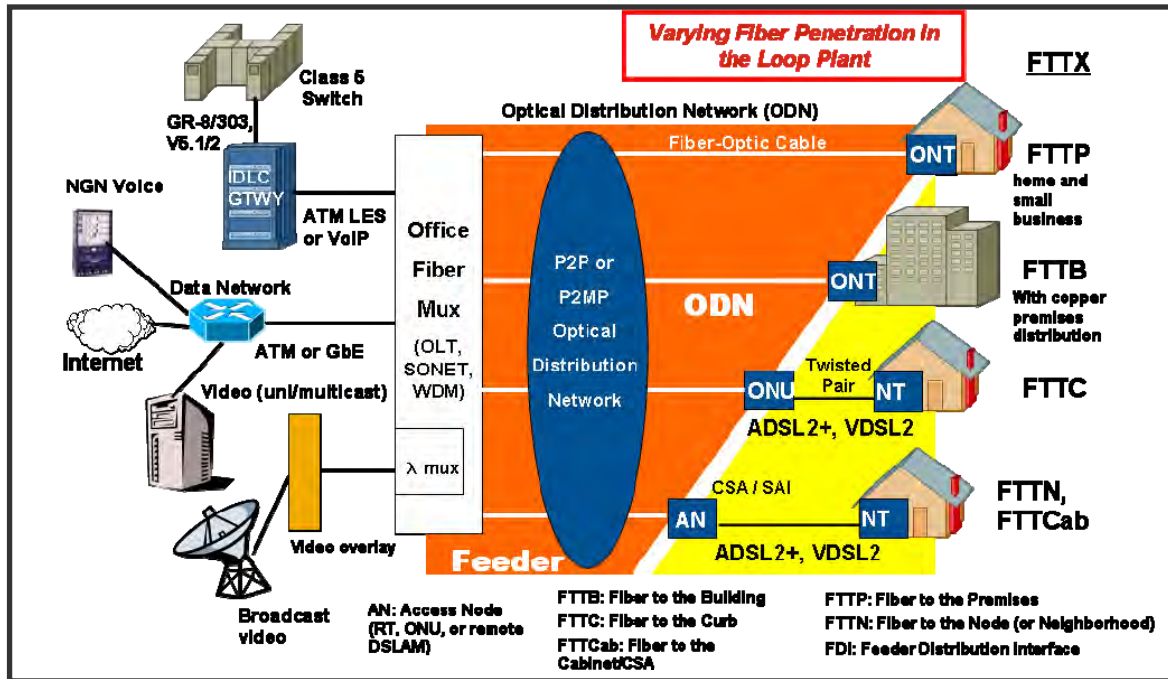 Varying Fiber Penetration in
the Loop Plant
FTTX
Class 5
Switch
GR-8/303,
V5.1/2
Optical Distribution Network (ODN)
Fiber-Optic Cable
ONT
FTTP
home and
small
business
IDLC
GTWY
NGN Voice
ATM LES
or VoIP
Office
Fiber
Mux
(OLT,
SONET,
WDM)
P2P or
P2MP
Optical
Distribution
Network
ODN
ONT
FTTB
With copper
premises
distribution
Data Network
Internet
ATM or GbE
Video (uni/multicast)
ONU
Twisted
Pair
NT
FTTC
ADSL2+, VDSL2
λ mux
CSA / SAI
AN
NT
FTTN,
FTTCab
ADSL2+, VDSL2
Video overlay
Feeder
Broadcast
video
AN: Access Node
(RT, ONU, or remote
DSLAM)
FTTB: Fiber to the Building
FTTC: Fiber to the Curb
FTTCab: Fiber to the
Cabinet/CSA
FTTP: Fiber to the Premises
FTTN: Fiber to the Node (or Neighborhood)
FDI: Feeder Distribution Interface